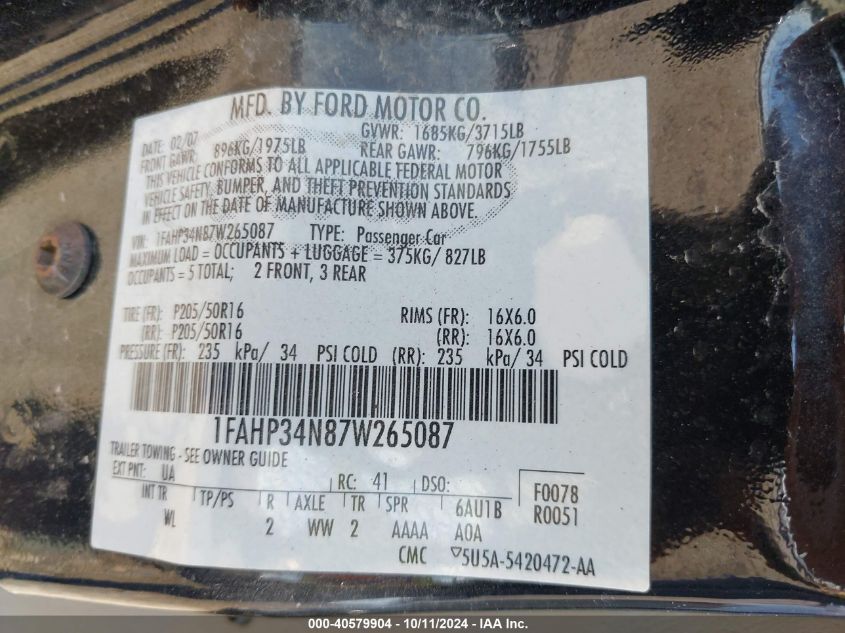 MFD. BY FORD MOTOR CO.
DATE: 02/07 GVWR: 1685KG/3715LB
FRONT GAWR: 896KG/1975LB REAR GAWR: 796KG/1755LB
THIS VEHICLE CONFORMS TO ALL APPLICABLE FEDERAL MOTOR
VEHICLE SAFETY, BUMPER, AND THEFT PREVENTION STANDARDS
IN EFFECT ON THE DATE OF MANUFACTURE SHOWN ABOVE.
VIN: 1FAHP34N87W265087 TYPE: Passenger Car
MAXIMUM LOAD = OCCUPANTS + LUGGAGE = 375KG/ 827LB
OCCUPANTS = 5 TOTAL; 2 FRONT, 3 REAR
TIRE (FR): P205/50R16 RIMS (FR): 16X6.0
(RR): P205/50R16 (RR): 16X6.0
PRESSURE (FR): 235 kPa/ 34 PSI COLD (RR): 235 kPa/ 34 PSI COLD
1FAHP34N87W265087
TRAILER TOWING - SEE OWNER GUIDE
EXT PNT: UA RC: 41 DSO: F0078
INT TR TP/PS R AXLE TR SPR 6AU1B R0051
WL 2 WW 2 AAAA A0A
CMC ▽5U5A-5420472-AA
000-40579904 - 10/11/2024 - IAA Inc.